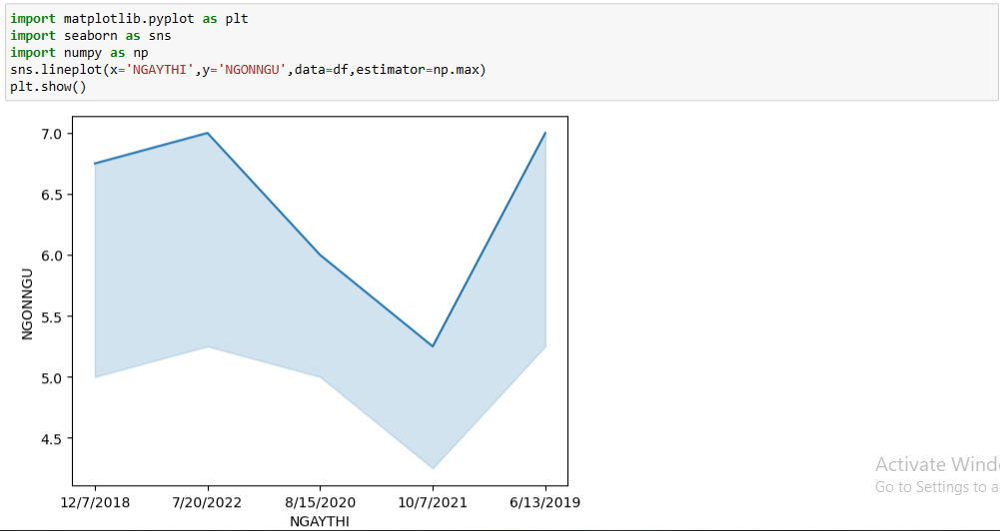 import matplotlib.pyplot as plt
import seaborn as sns
import numpy as np
sns.lineplot(x='NGAYTHI',y='NGONNGU',data=df,estimator=np.max)
plt.show()
7.0
6.5
6.0
5.5
5.0
4.5
NGONNGU
12/7/2018 7/20/2022 8/15/2020 10/7/2021 6/13/2019
NGAYTHI
Activate Windo
Go to Settings to a